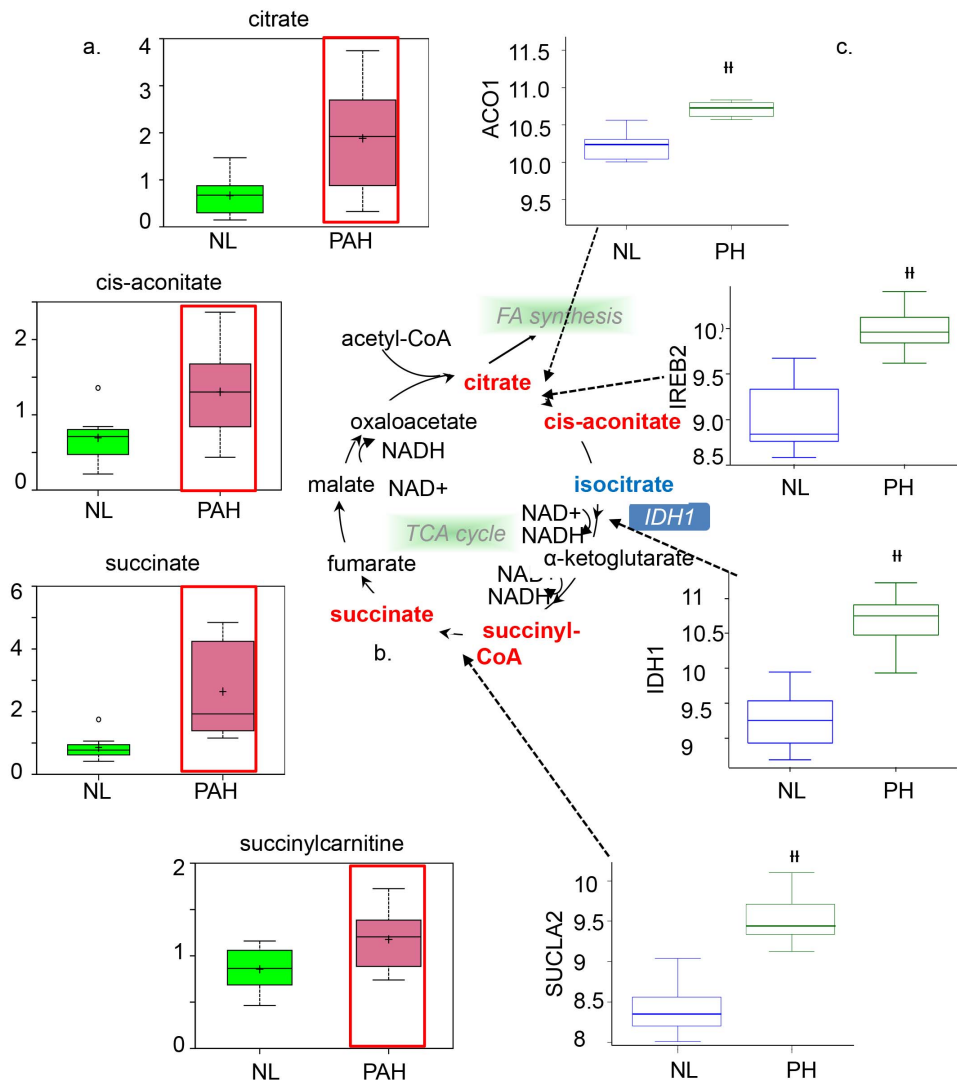 a.
citrate
4
3
2
1
0
NL PAH
cis-aconitate
2
1
0
NL PAH
succinate
6
4
2
0
NL PAH
succinylcarnitine
2
1
0
NL PAH
b.
FA synthesis
acetyl-CoA
citrate
oxaloacetate
cis-aconitate
NADH
malate
NAD+
isocitrate
IDH1
NAD+
NADH
TCA cycle
α-ketoglutarate
fumarate
NADH
succinate
succinyl-
CoA
c.
ACO1
11.5
11.0
10.5
10.0
9.5
ǂǂ
NL PH
IREB2
10
9.5
9.0
8.5
ǂǂ
NL PH
IDH1
11
10.5
10
9.5
9
ǂǂ
NL PH
SUCLA2
10
9.5
9
8.5
8
ǂǂ
NL PH